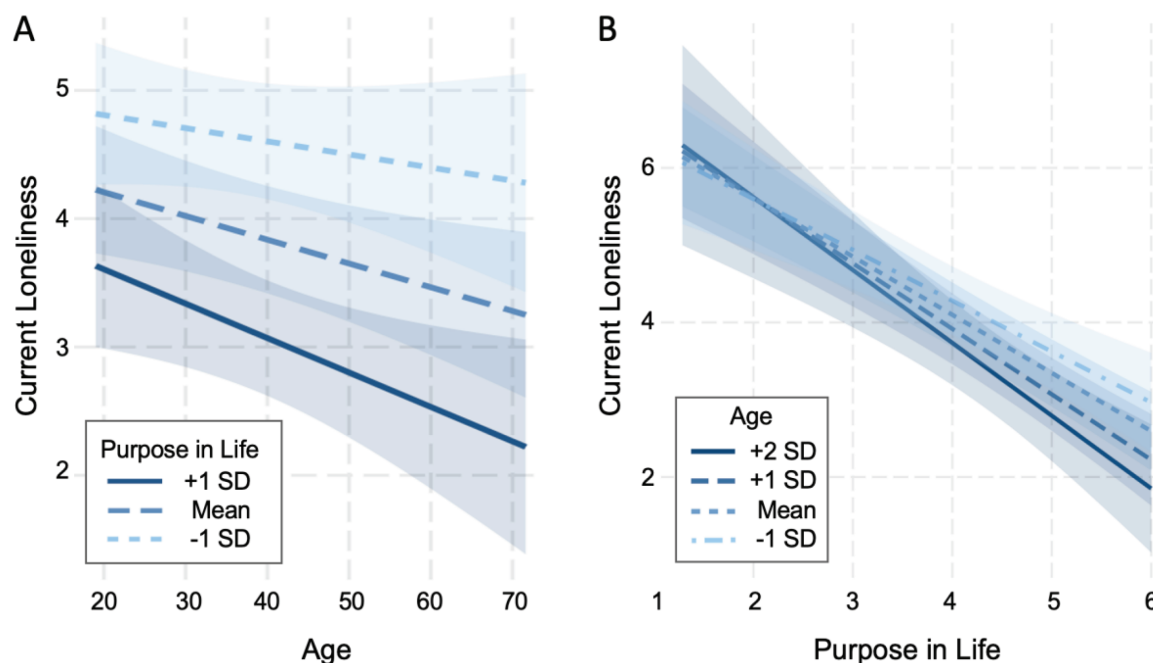 A
5
4
3
2
Current Loneliness
Purpose in Life
+1 SD
Mean
-1 SD
20 30 40 50 60 70
Age
B
6
4
2
Current Loneliness
Age
+2 SD
+1 SD
Mean
-1 SD
1 2 3 4 5 6
Purpose in Life